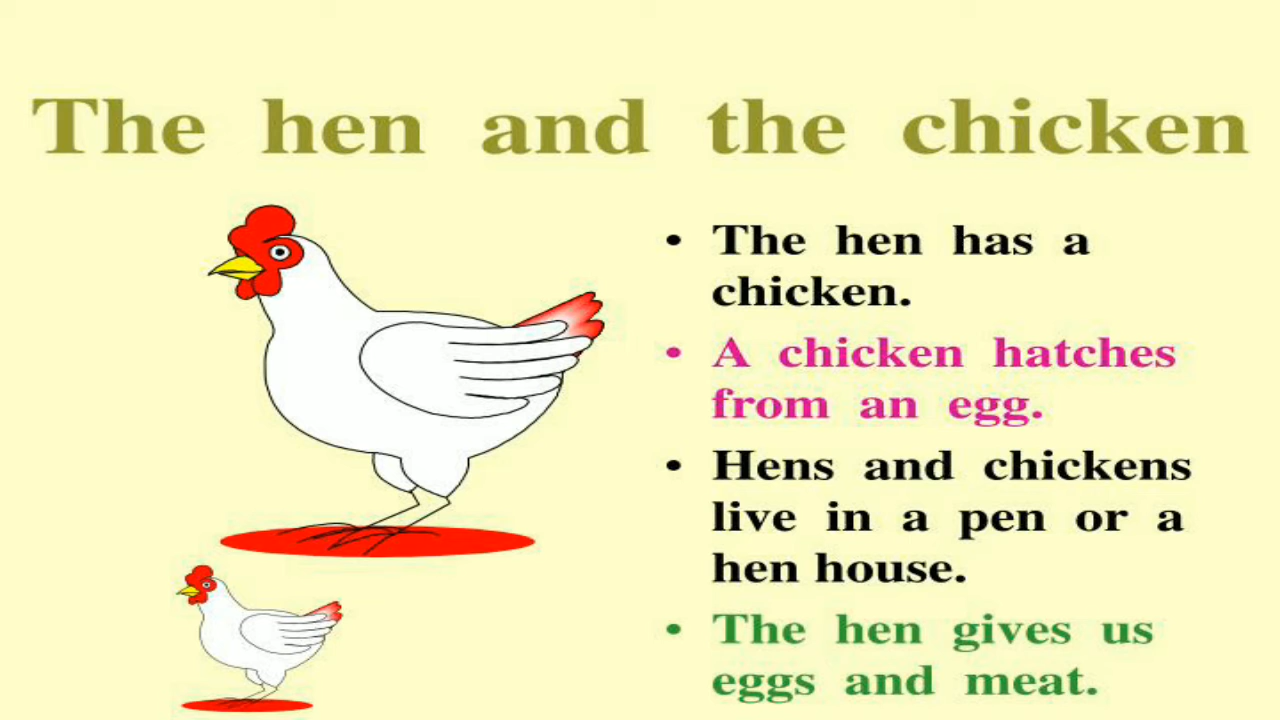 The hen and the chicken
• The hen has a
chicken.
• A chicken hatches
from an egg.
• Hens and chickens
live in a pen or a
hen house.
• The hen gives us
eggs and meat.